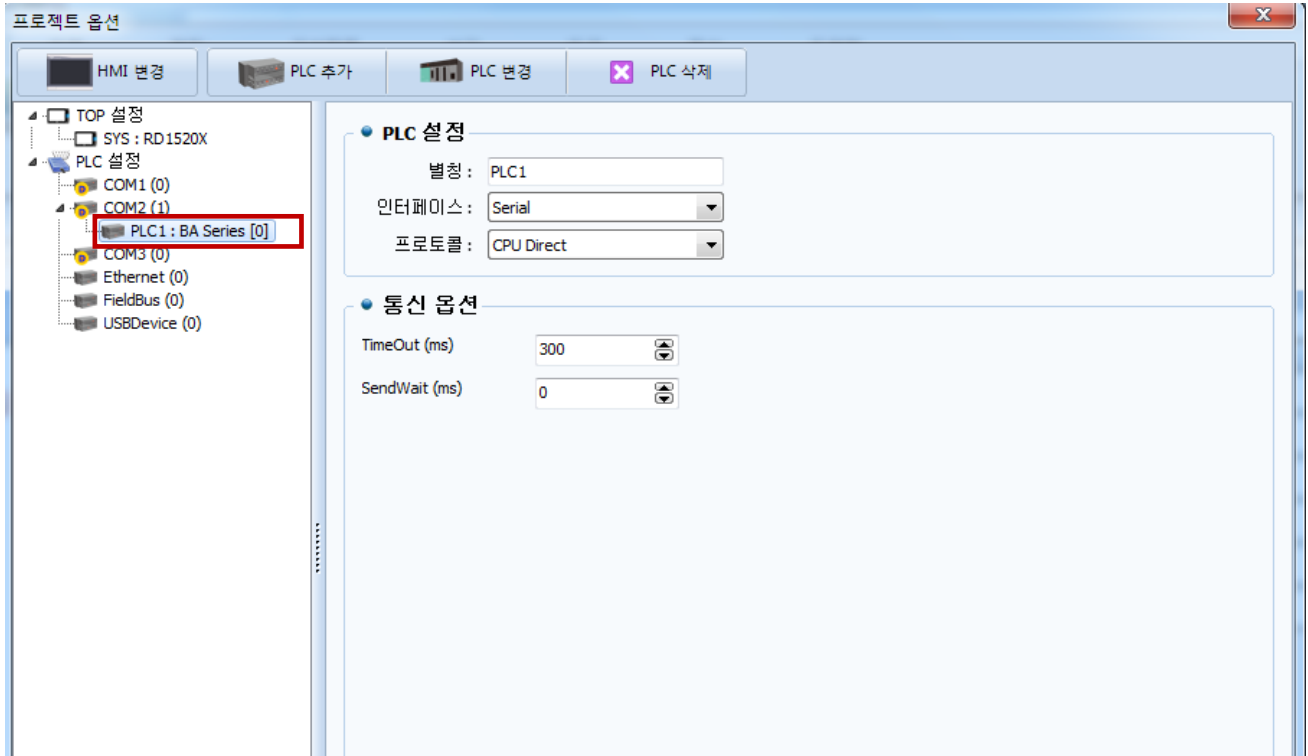 프로젝트 옵션
HMI 변경
PLC 추가
PLC 변경
PLC 삭제
TOP 설정
SYS : RD1520X
PLC 설정
COM1 (0)
COM2 (1)
PLC1 : BA Series [0]
COM3 (0)
Ethernet (0)
FieldBus (0)
USBDevice (0)
PLC 설정
별칭 : PLC1
인터페이스 : Serial
프로토콜 : CPU Direct
통신 옵션
TimeOut (ms) 300
SendWait (ms) 0